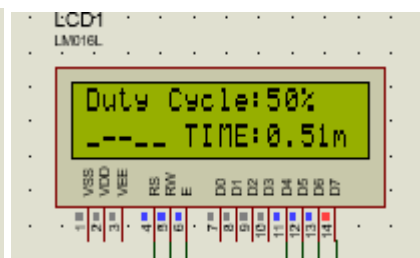 LCD1
LM016L
Duty Cycle:50%
_--__ TIME:0.51m
VSS VDD VEE RS RW E D0 D1 D2 D3 D4 D5 D6 D7
1 2 3 4 5 6 7 8 9 10 11 12 13 14